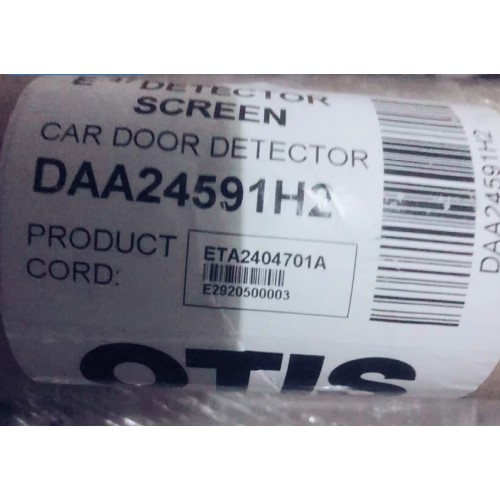 DETECTOR
SCREEN
CAR DOOR DETECTOR
DAA24591H2
PRODUCT
CORD:
ETA2404701A
E2920500003
OTIS
DAA24591H2